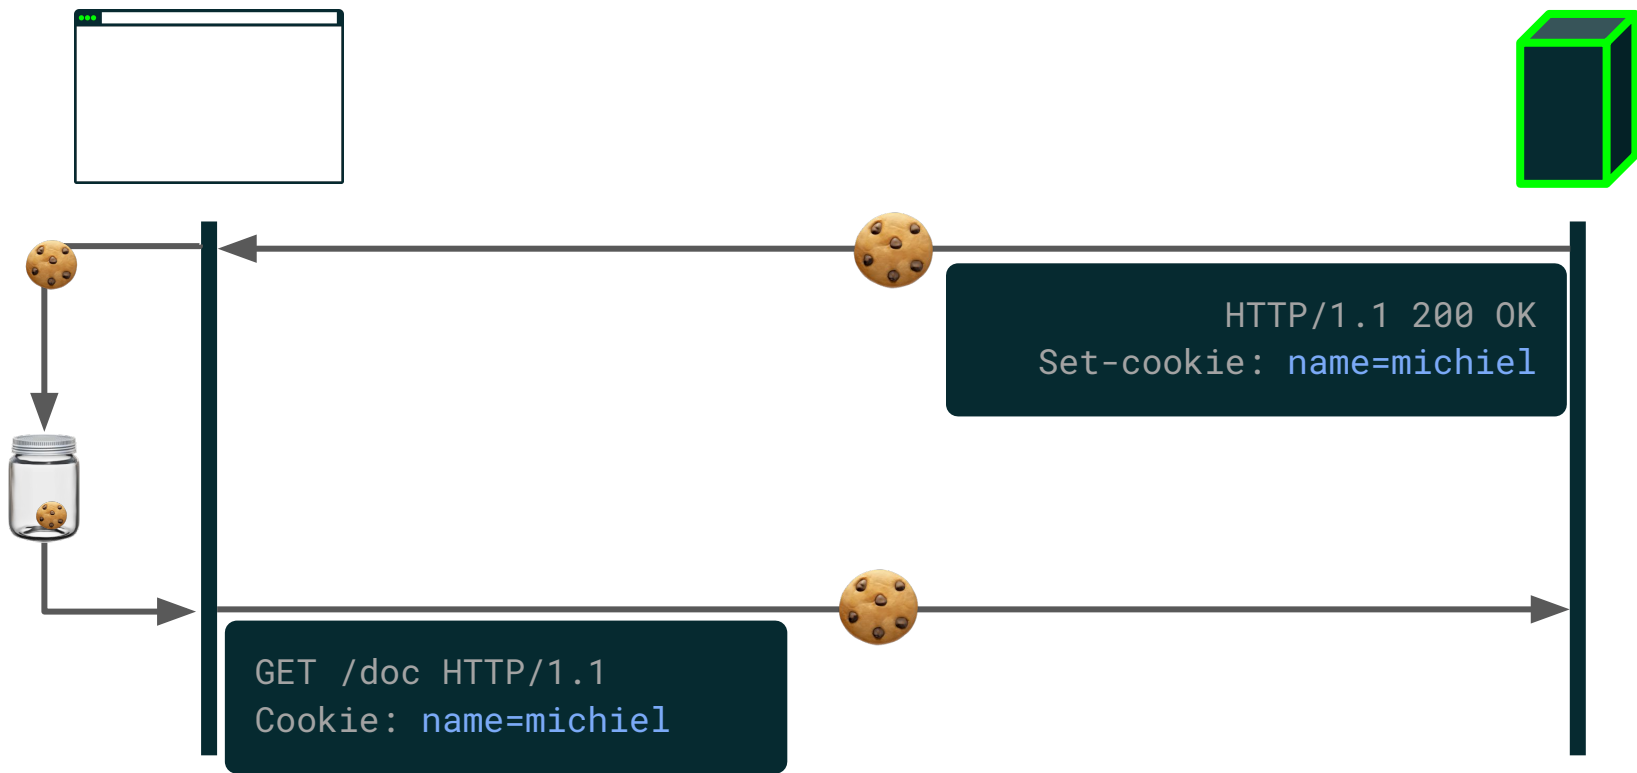 HTTP/1.1 200 OK
Set-cookie: name=michiel
GET /doc HTTP/1.1
Cookie: name=michiel